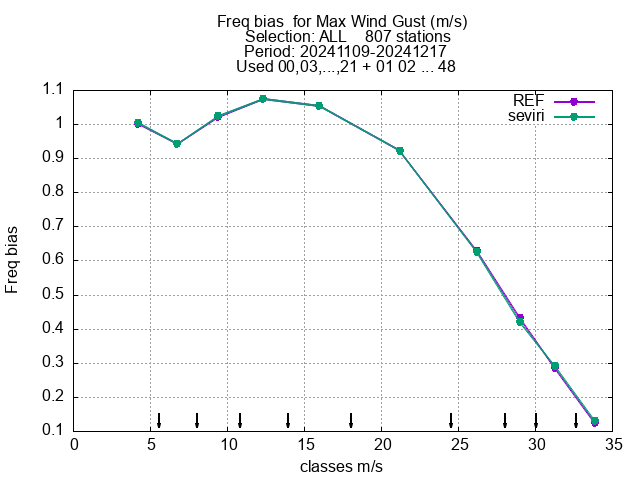 Freq bias  for Max Wind Gust (m/s)
Selection: ALL    807 stations
Period: 20241109-20241217
Used 00,03,...,21 + 01 02 ... 48
REF
seviri
1.1
1
0.9
0.8
0.7
0.6
0.5
0.4
0.3
0.2
0.1
Freq bias
0 5 10 15 20 25 30 35
classes m/s